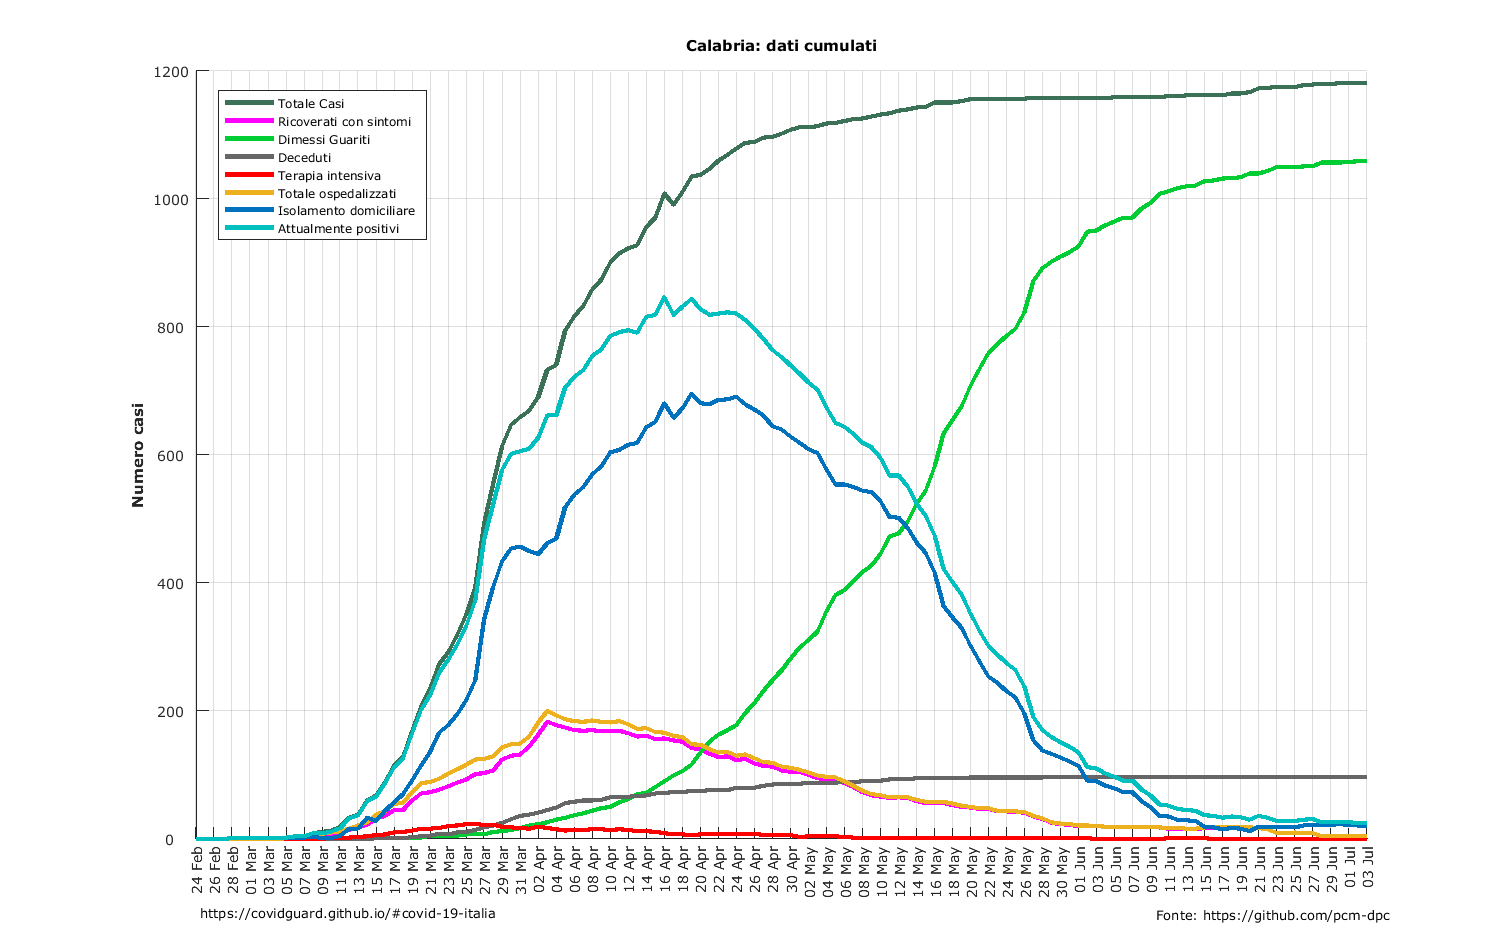 Calabria: dati cumulati
1200
1000
800
600
400
200
0
Numero casi
Totale Casi
Ricoverati con sintomi
Dimessi Guariti
Deceduti
Terapia intensiva
Totale ospedalizzati
Isolamento domiciliare
Attualmente positivi
24 Feb
26 Feb
28 Feb
01 Mar
03 Mar
05 Mar
07 Mar
09 Mar
11 Mar
13 Mar
15 Mar
17 Mar
19 Mar
21 Mar
23 Mar
25 Mar
27 Mar
29 Mar
31 Mar
02 Apr
04 Apr
06 Apr
08 Apr
10 Apr
12 Apr
14 Apr
16 Apr
18 Apr
20 Apr
22 Apr
24 Apr
26 Apr
28 Apr
30 Apr
02 May
04 May
06 May
08 May
10 May
12 May
14 May
16 May
18 May
20 May
22 May
24 May
26 May
28 May
30 May
01 Jun
03 Jun
05 Jun
07 Jun
09 Jun
11 Jun
13 Jun
15 Jun
17 Jun
19 Jun
21 Jun
23 Jun
25 Jun
27 Jun
29 Jun
01 Jul
03 Jul
https://covidguard.github.io/#covid-19-italia
Fonte: https://github.com/pcm-dpc